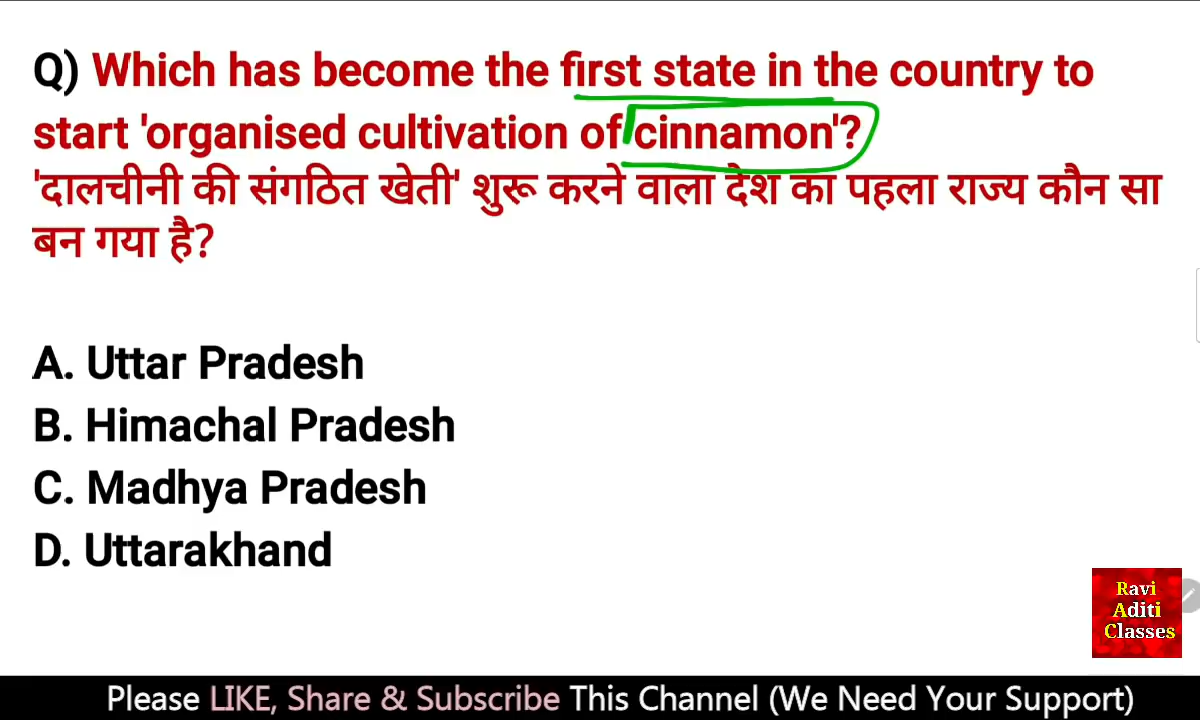 Q) Which has become the first state in the country to
start 'organised cultivation of cinnamon'?
'दालचीनी की संगठित खेती' शुरू करने वाला देश का पहला राज्य कौन सा
बन गया है?
A. Uttar Pradesh
B. Himachal Pradesh
C. Madhya Pradesh
D. Uttarakhand
Ravi
Aditi
Classes
Please LIKE, Share & Subscribe This Channel (We Need Your Support)